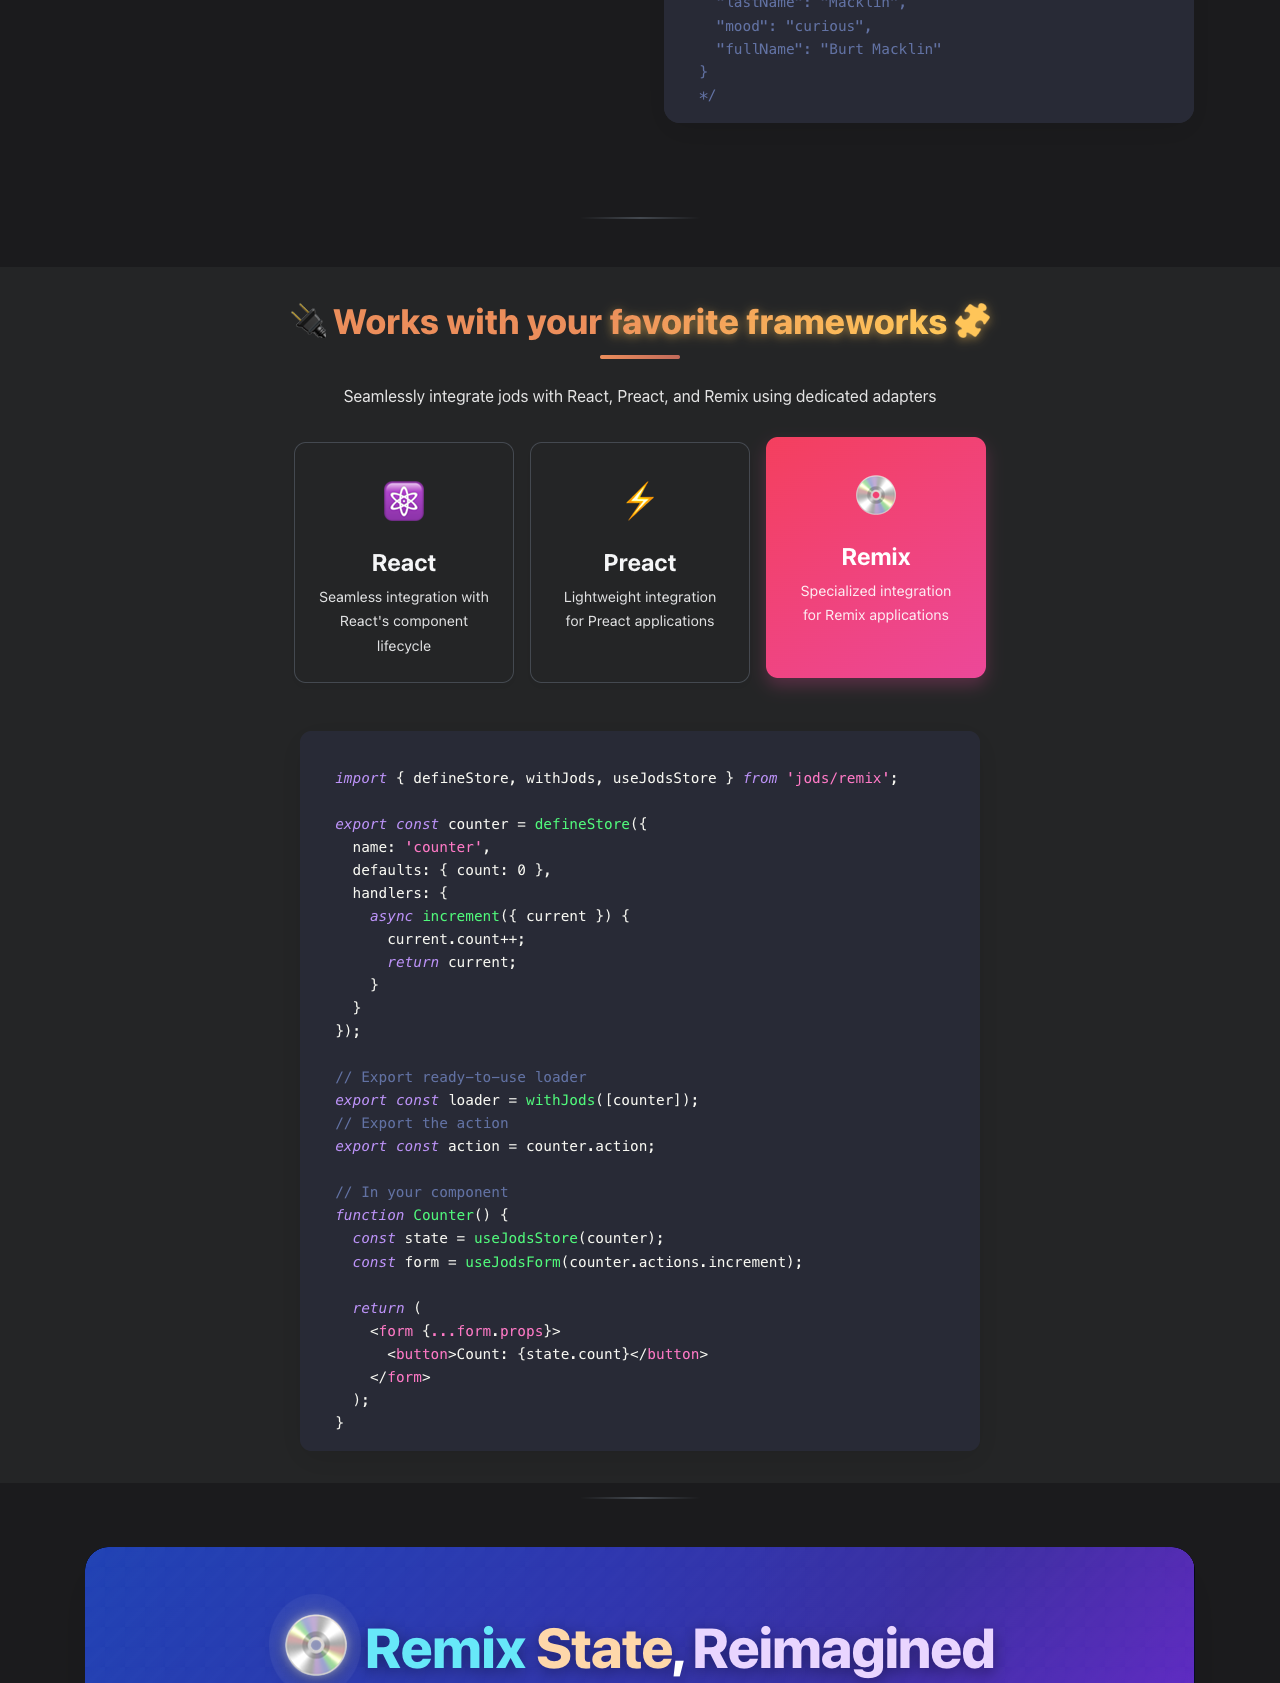 "lastName": "Macklin",
"mood": "curious",
"fullName": "Burt Macklin"
}
*/
Works with your favorite frameworks
Seamlessly integrate jods with React, Preact, and Remix using dedicated adapters
React
Seamless integration with
React's component
lifecycle
Preact
Lightweight integration
for Preact applications
Remix
Specialized integration
for Remix applications
import { defineStore, withJods, useJodsStore } from 'jods/remix';
export const counter = defineStore({
  name: 'counter',
  defaults: { count: 0 },
  handlers: {
    async increment({ current }) {
      current.count++;
      return current;
    }
  }
});
// Export ready-to-use loader
export const loader = withJods([counter]);
// Export the action
export const action = counter.action;
// In your component
function Counter() {
  const state = useJodsStore(counter);
  const form = useJodsForm(counter.actions.increment);
  return (
    <form {...form.props}>
      <button>Count: {state.count}</button>
    </form>
  );
}
Remix State, Reimagined